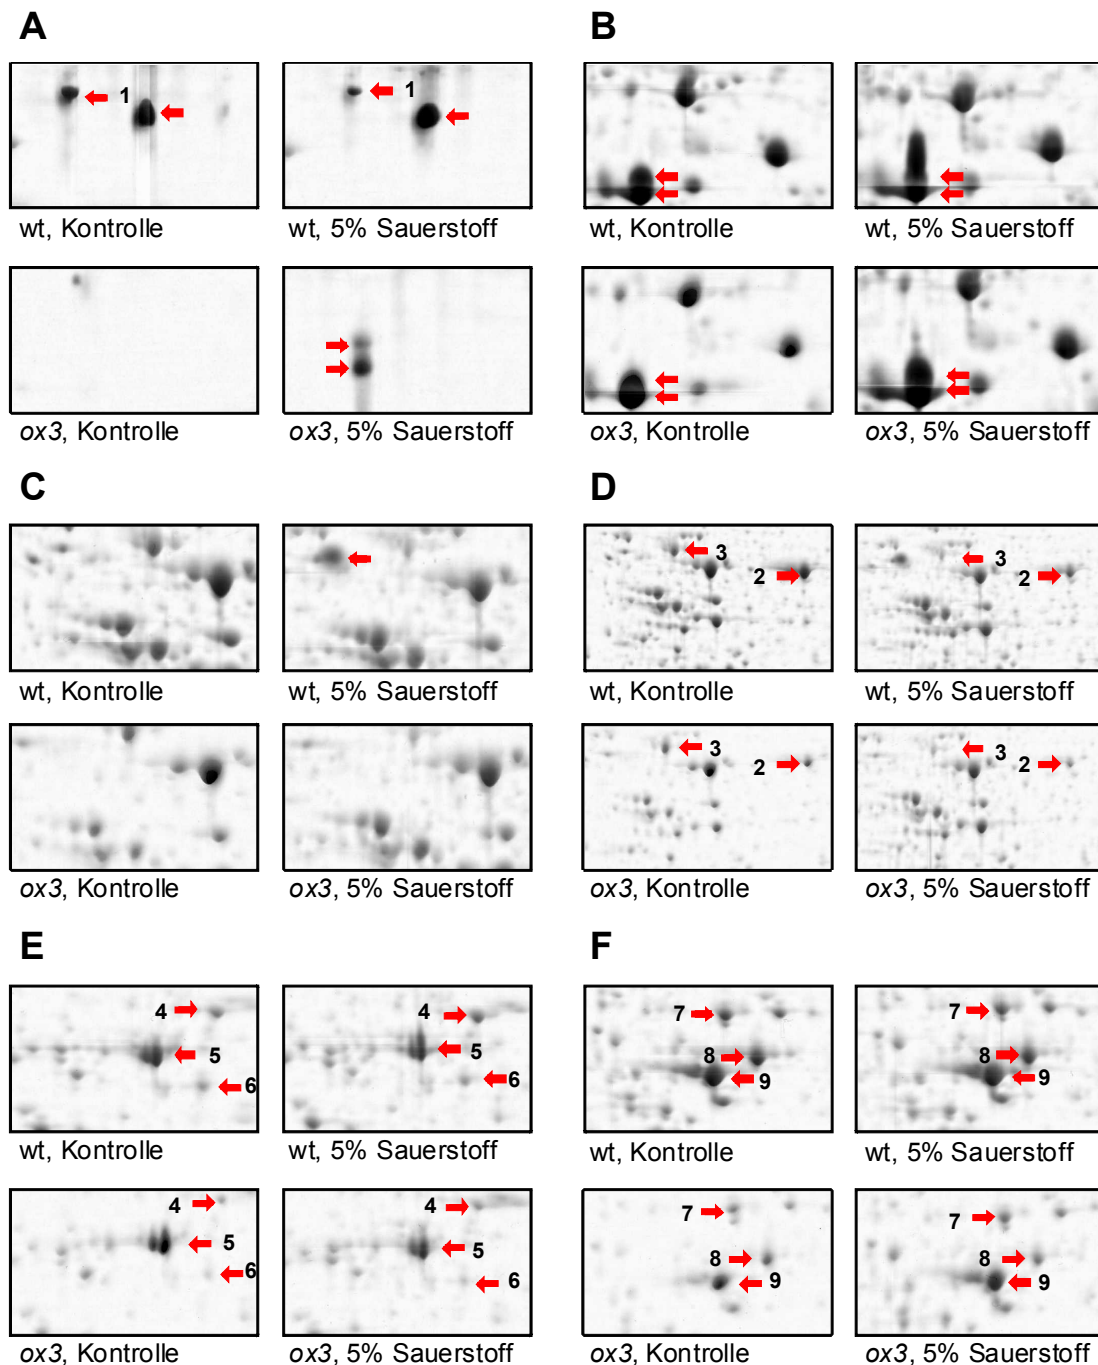 A
B
1
1
wt, Kontrolle
wt, 5% Sauerstoff
wt, Kontrolle
wt, 5% Sauerstoff
ox3, Kontrolle
ox3, 5% Sauerstoff
ox3, Kontrolle
ox3, 5% Sauerstoff
C
D
3
2
3
2
wt, Kontrolle
wt, 5% Sauerstoff
wt, Kontrolle
wt, 5% Sauerstoff
3
2
3
2
ox3, Kontrolle
ox3, 5% Sauerstoff
ox3, Kontrolle
ox3, 5% Sauerstoff
E
F
4
5
6
4
5
6
7
8
9
7
8
9
wt, Kontrolle
wt, 5% Sauerstoff
wt, Kontrolle
wt, 5% Sauerstoff
4
5
6
4
5
6
7
8
9
7
8
9
ox3, Kontrolle
ox3, 5% Sauerstoff
ox3, Kontrolle
ox3, 5% Sauerstoff